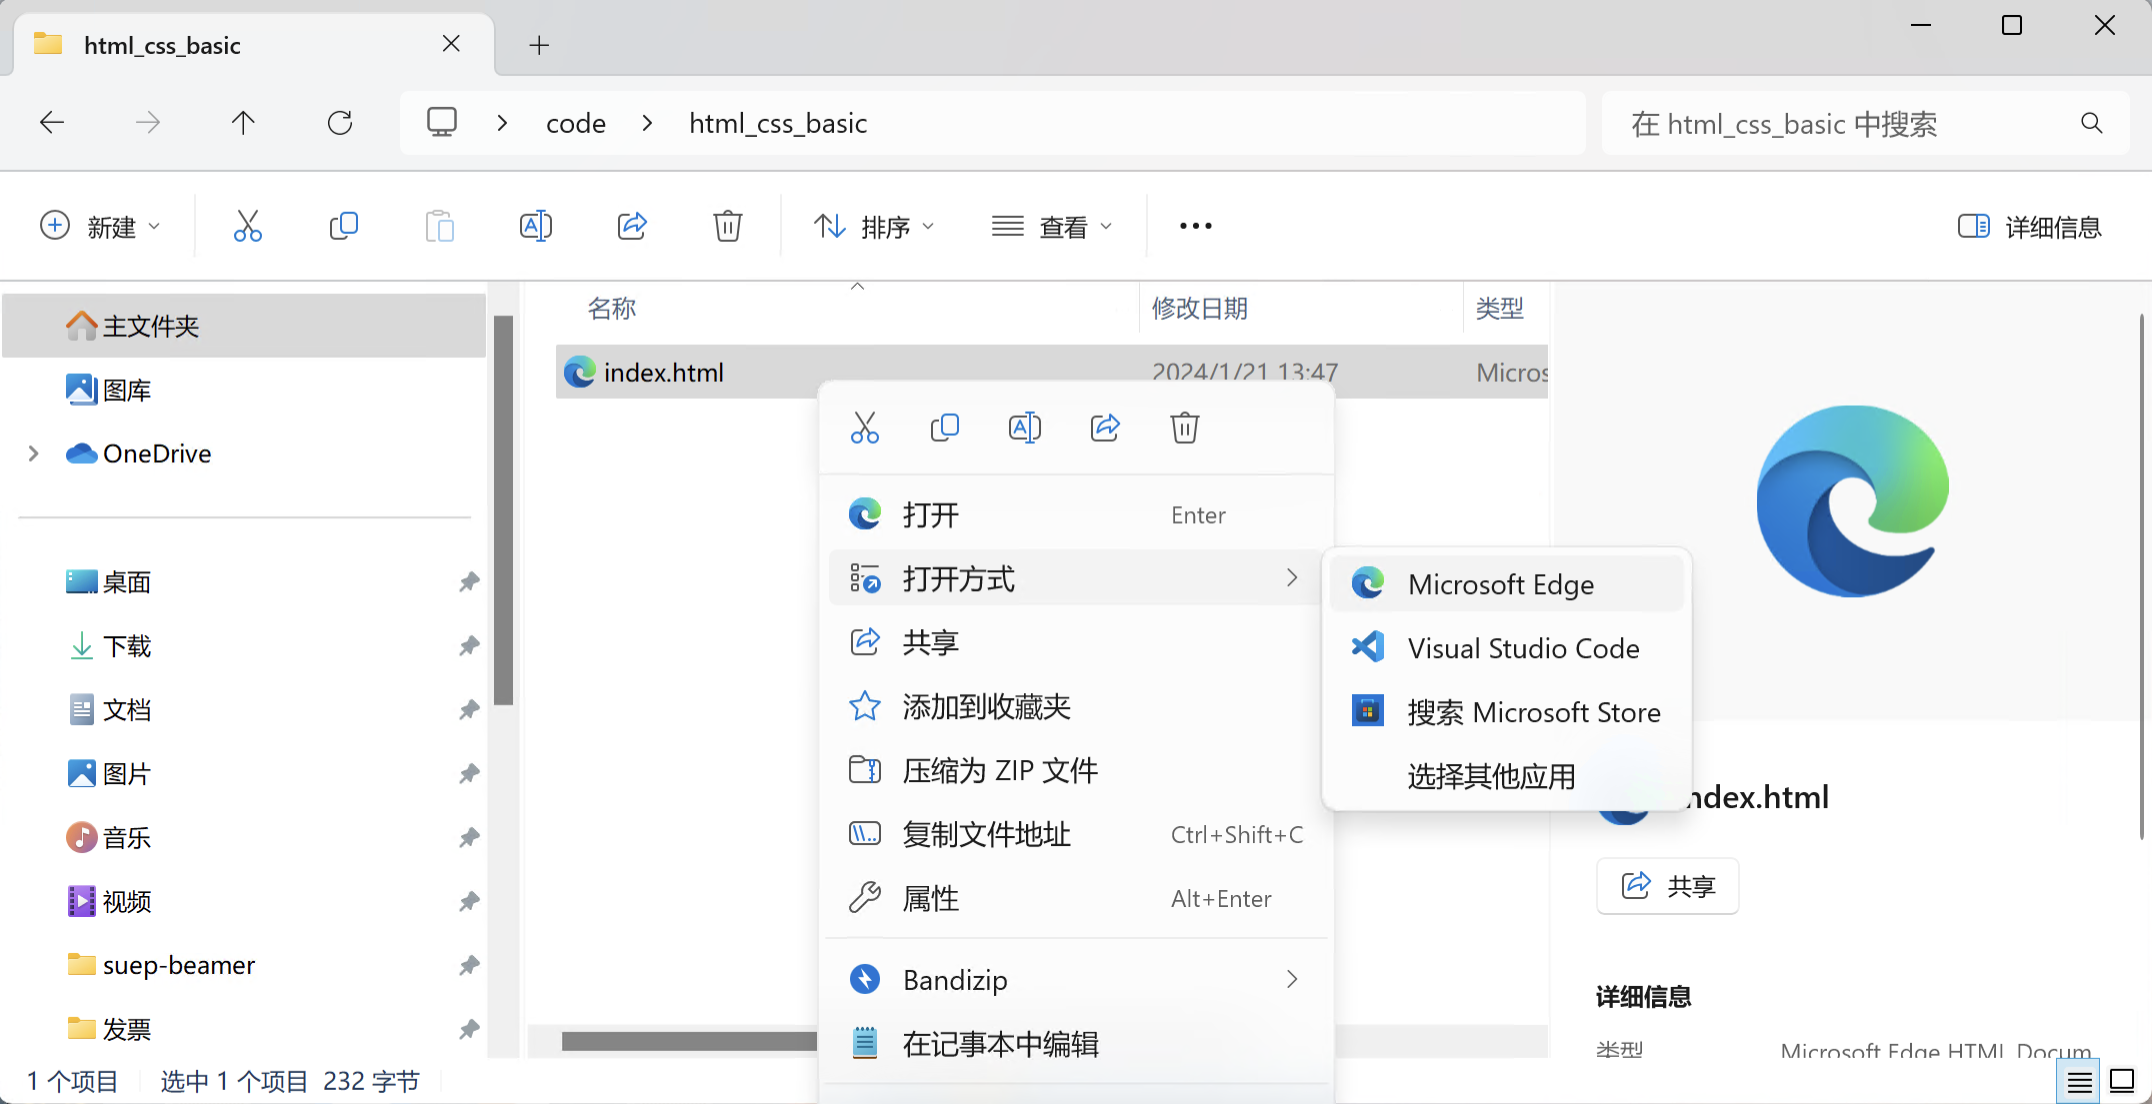 html_css_basic
code
html_css_basic
在 html_css_basic 中搜索
新建
排序
查看
详细信息
主文件夹
图库
OneDrive
桌面
下载
文档
图片
音乐
视频
suep-beamer
发票
名称
修改日期
类型
index.html
2024/1/21 13:47
Micros
打开
Enter
打开方式
共享
添加到收藏夹
压缩为 ZIP 文件
复制文件地址
Ctrl+Shift+C
属性
Alt+Enter
Bandizip
在记事本中编辑
Microsoft Edge
Visual Studio Code
搜索 Microsoft Store
选择其他应用
ndex.html
共享
详细信息
类型
Microsoft Edge HTML Docum
1 个项目
选中 1 个项目 232 字节